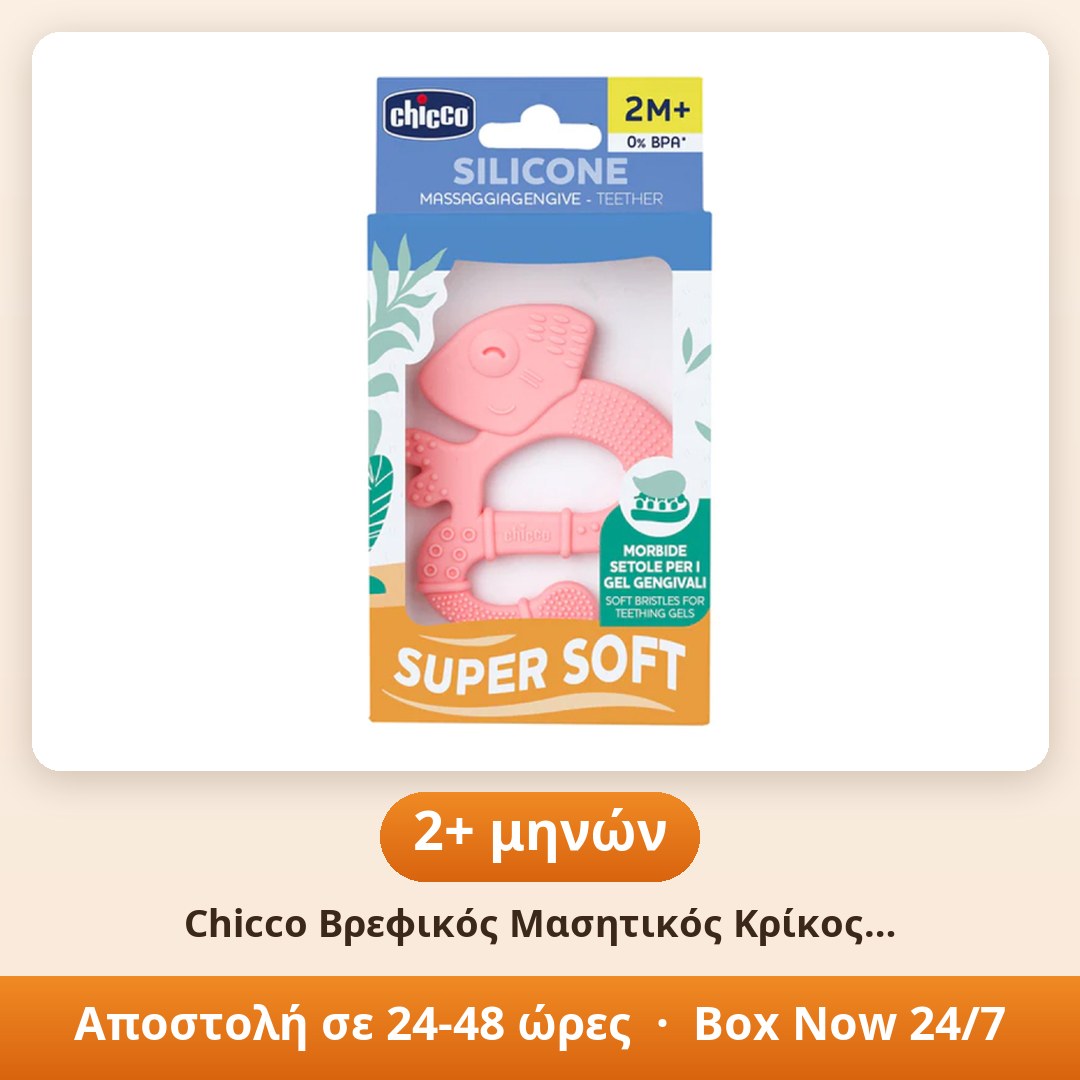 chicco
2M+
0% BPA*
SILICONE
MASSAGGIAGENGIVE - TEETHER
chicco
MORBIDE
SETOLE PER I
GEL GENGIVALI
SOFT BRISTLES FOR
TEETHING GELS
SUPER SOFT
2+ μηνών
Chicco Βρεφικός Μασητικός Κρίκος...
Αποστολή σε 24-48 ώρες · Box Now 24/7